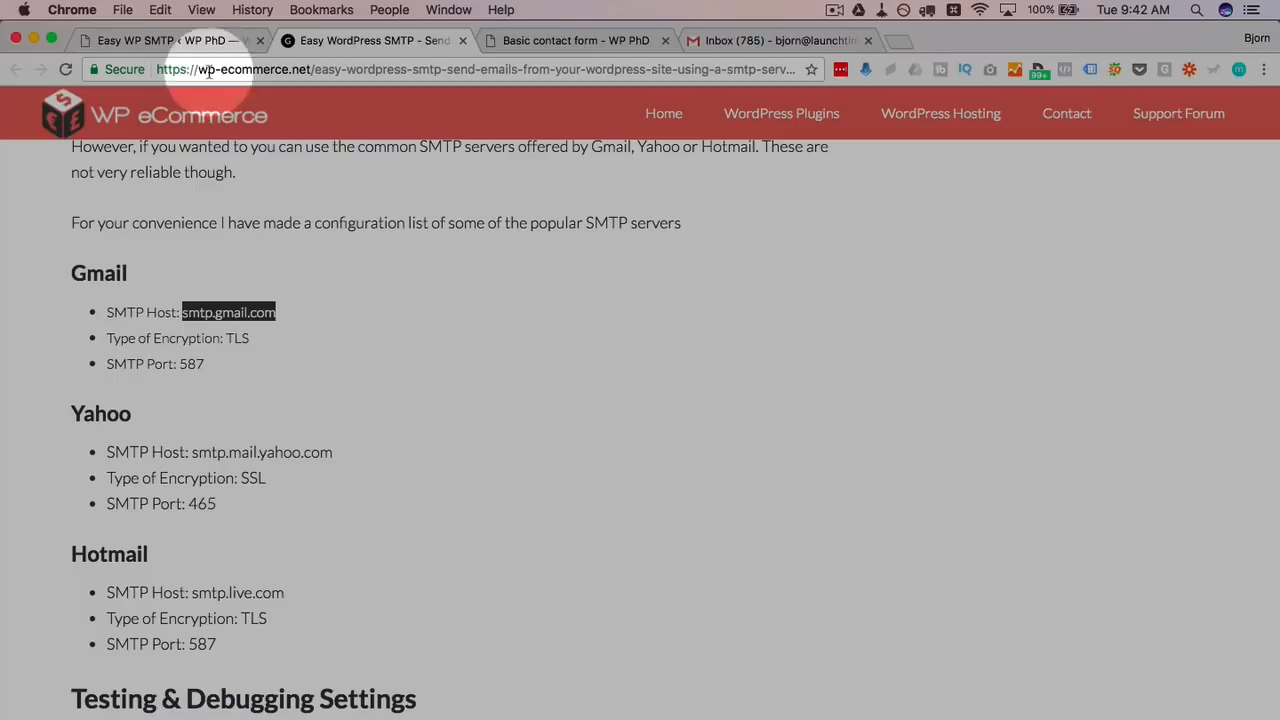 Chrome File Edit View History Bookmarks People Window Help 100% Tue 9:42 AM
Easy WP SMTP ‹ WP PhD — W
Easy WordPress SMTP - Send
Basic contact form - WP PhD
Inbox (785) - bjorn@launchti
Bjorn
Secure https://wp-ecommerce.net/easy-wordpress-smtp-send-emails-from-your-wordpress-site-using-a-smtp-serv...
99+
WP eCommerce
Home WordPress Plugins WordPress Hosting Contact Support Forum
However, if you wanted to you can use the common SMTP servers offered by Gmail, Yahoo or Hotmail. These are
not very reliable though.
For your convenience I have made a configuration list of some of the popular SMTP servers
Gmail
SMTP Host: smtp.gmail.com
Type of Encryption: TLS
SMTP Port: 587
Yahoo
SMTP Host: smtp.mail.yahoo.com
Type of Encryption: SSL
SMTP Port: 465
Hotmail
SMTP Host: smtp.live.com
Type of Encryption: TLS
SMTP Port: 587
Testing & Debugging Settings